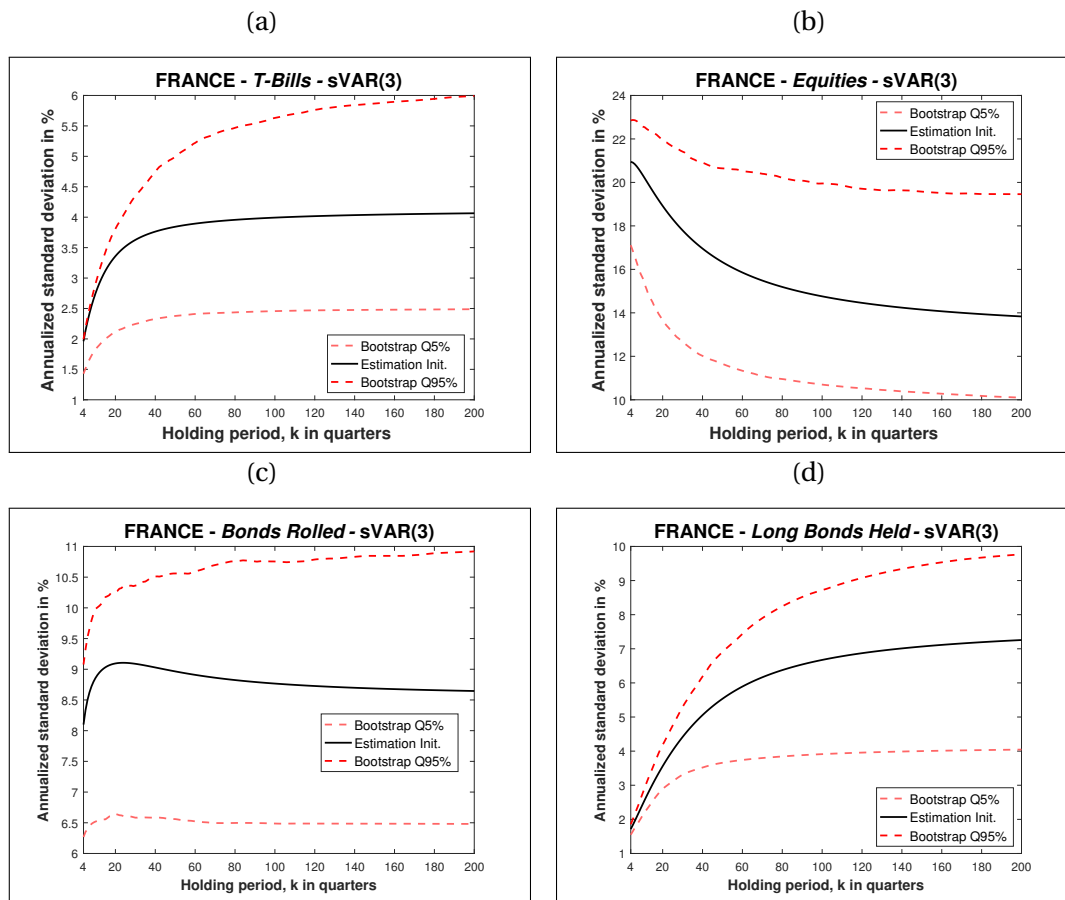 (a)
FRANCE - T-Bills - sVAR(3)
Annualized standard deviation in %
6
5.5
5
4.5
4
3.5
3
2.5
2
1.5
1
Bootstrap Q5%
Estimation Init.
Bootstrap Q95%
4 20 40 60 80 100 120 140 160 180 200
Holding period, k in quarters
(b)
FRANCE - Equities - sVAR(3)
Annualized standard deviation in %
24
22
20
18
16
14
12
10
Bootstrap Q5%
Estimation Init.
Bootstrap Q95%
4 20 40 60 80 100 120 140 160 180 200
Holding period, k in quarters
(c)
FRANCE - Bonds Rolled - sVAR(3)
Annualized standard deviation in %
11
10.5
10
9.5
9
8.5
8
7.5
7
6.5
6
Bootstrap Q5%
Estimation Init.
Bootstrap Q95%
4 20 40 60 80 100 120 140 160 180 200
Holding period, k in quarters
(d)
FRANCE - Long Bonds Held - sVAR(3)
Annualized standard deviation in %
10
9
8
7
6
5
4
3
2
1
Bootstrap Q5%
Estimation Init.
Bootstrap Q95%
4 20 40 60 80 100 120 140 160 180 200
Holding period, k in quarters